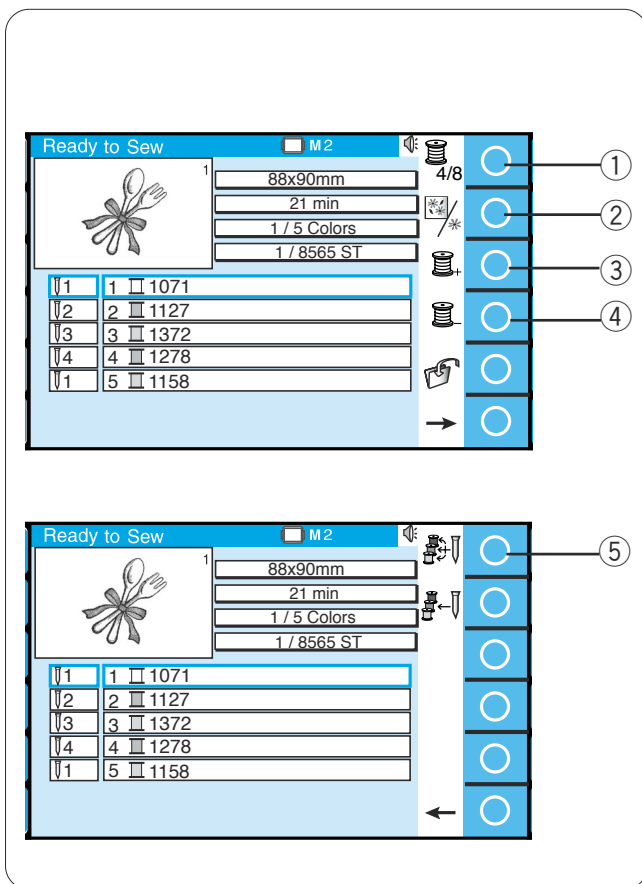 Ready to Sew M2
4/8
1
88x90mm
21 min
1 / 5 Colors
1 / 8565 ST
1 1 1071
2 2 1127
3 3 1372
4 4 1278
1 5 1158
①
②
③
④
Ready to Sew M2
1
88x90mm
21 min
1 / 5 Colors
1 / 8565 ST
1 1 1071
2 2 1127
3 3 1372
4 4 1278
1 5 1158
⑤